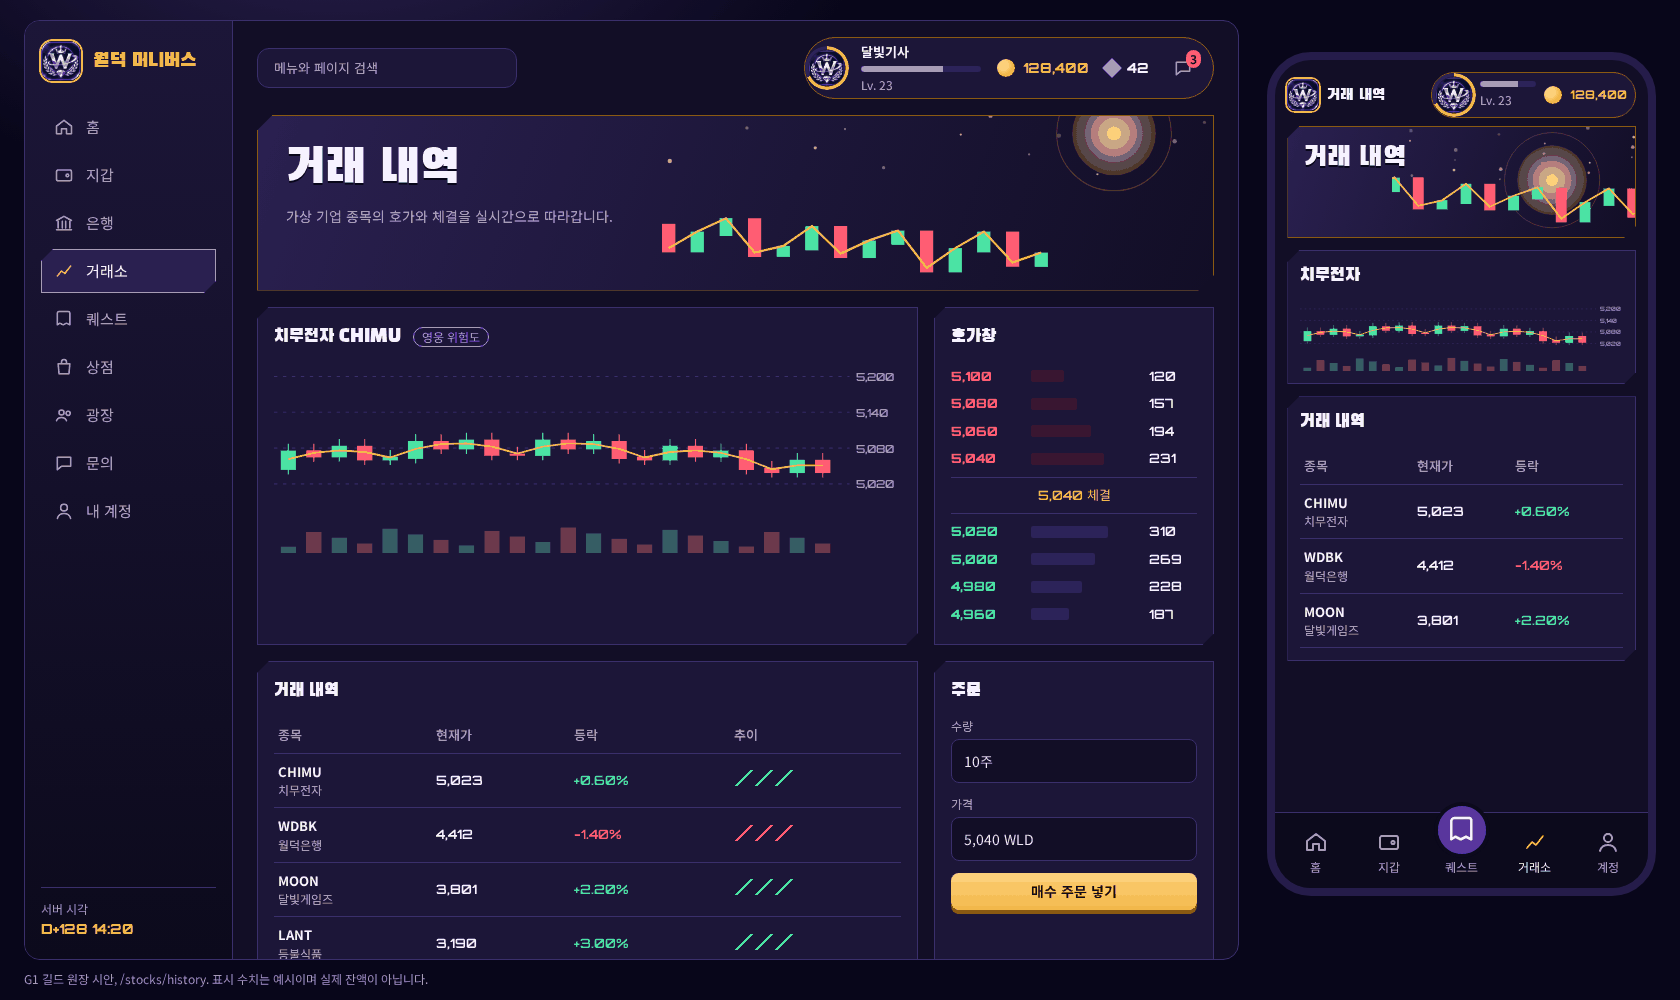 월덕 머니버스
홈
지갑
은행
거래소
퀘스트
상점
광장
문의
내 계정
서버 시각
D+128 14:20
메뉴와 페이지 검색
W
달빛기사
Lv. 23
128,400
42
3
거래 내역
가상 기업 종목의 호가와 체결을 실시간으로 따라갑니다.
치무전자 CHIMU 영웅 위험도
5,200
5,140
5,080
5,020
호가창
5,100 120
5,080 157
5,060 194
5,040 231
5,040 체결
5,020 310
5,000 269
4,980 228
4,960 187
거래 내역
종목 현재가 등락 추이
CHIMU
치무전자
5,023 +0.60%
WDBK
월덕은행
4,412 -1.40%
MOON
달빛게임즈
3,801 +2.20%
LANT
등불식품
3,190 +3.00%
주문
수량
10주
가격
5,040 WLD
매수 주문 넣기
G1 길드 원장 시안, /stocks/history. 표시 수치는 예시이며 실제 잔액이 아닙니다.
W
거래 내역
W
Lv. 23
128,400
거래 내역
치무전자
5,200
5,140
5,080
5,020
거래 내역
종목 현재가 등락
CHIMU
치무전자
5,023 +0.60%
WDBK
월덕은행
4,412 -1.40%
MOON
달빛게임즈
3,801 +2.20%
홈 지갑 퀘스트 거래소 계정